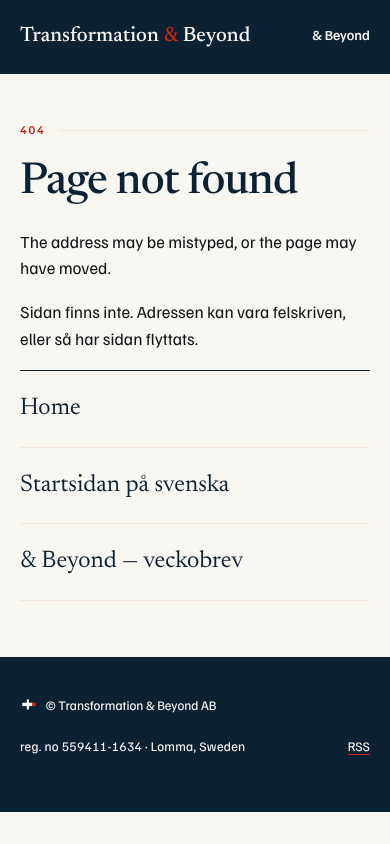 Transformation & Beyond
& Beyond
404
Page not found
The address may be mistyped, or the page may
have moved.
Sidan finns inte. Adressen kan vara felskriven,
eller så har sidan flyttats.
Home
Startsidan på svenska
& Beyond – veckobrev
© Transformation & Beyond AB
reg. no 559411-1634 · Lomma, Sweden
RSS